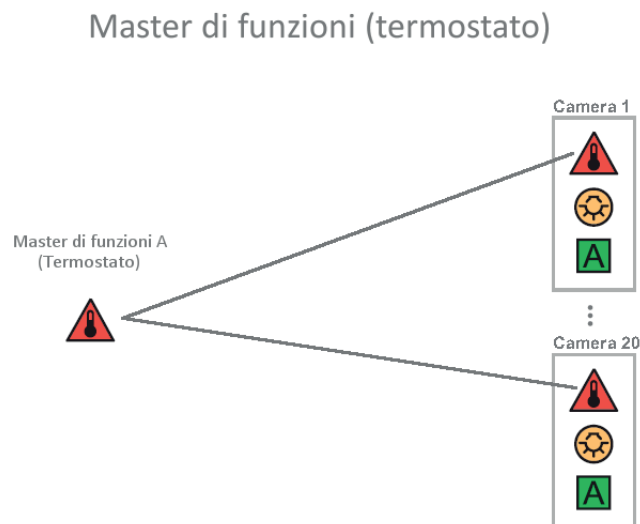 Master di funzioni (termostato)
Camera 1
Master di funzioni A
(Termostato)
A
Camera 20
A